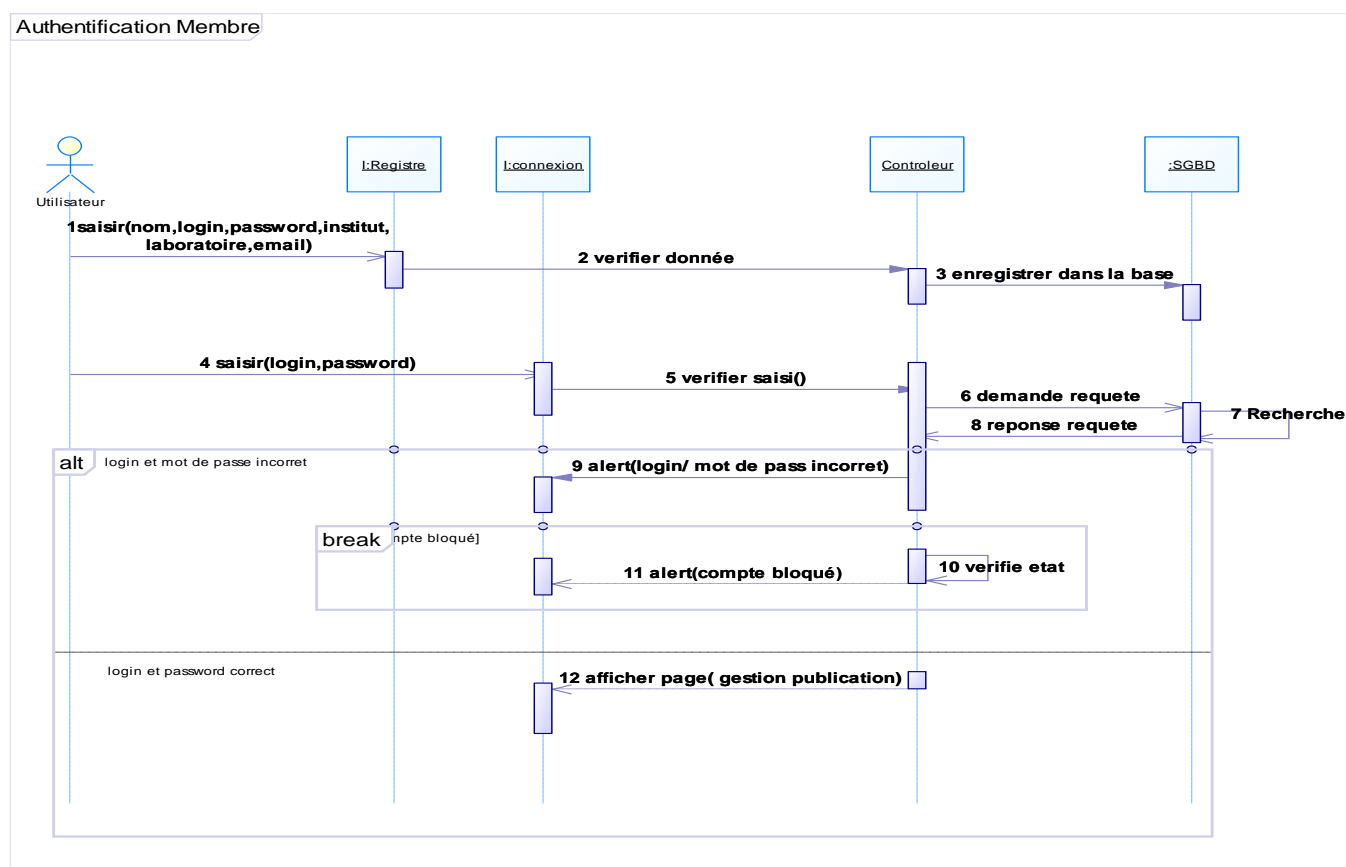 Authentification Membre
I:Registre
I:connexion
Controleur
:SGBD
Utilisateur
1saisir(nom,login,password,institut,
laboratoire,email)
2 verifier donnée
3 enregistrer dans la base
4 saisir(login,password)
5 verifier saisi()
6 demande requete
7 Recherche
8 reponse requete
alt
login et mot de passe incorret
9 alert(login/ mot de pass incorret)
break
bloqué]
10 verifie etat
11 alert(compte bloqué)
login et password correct
12 afficher page( gestion publication)